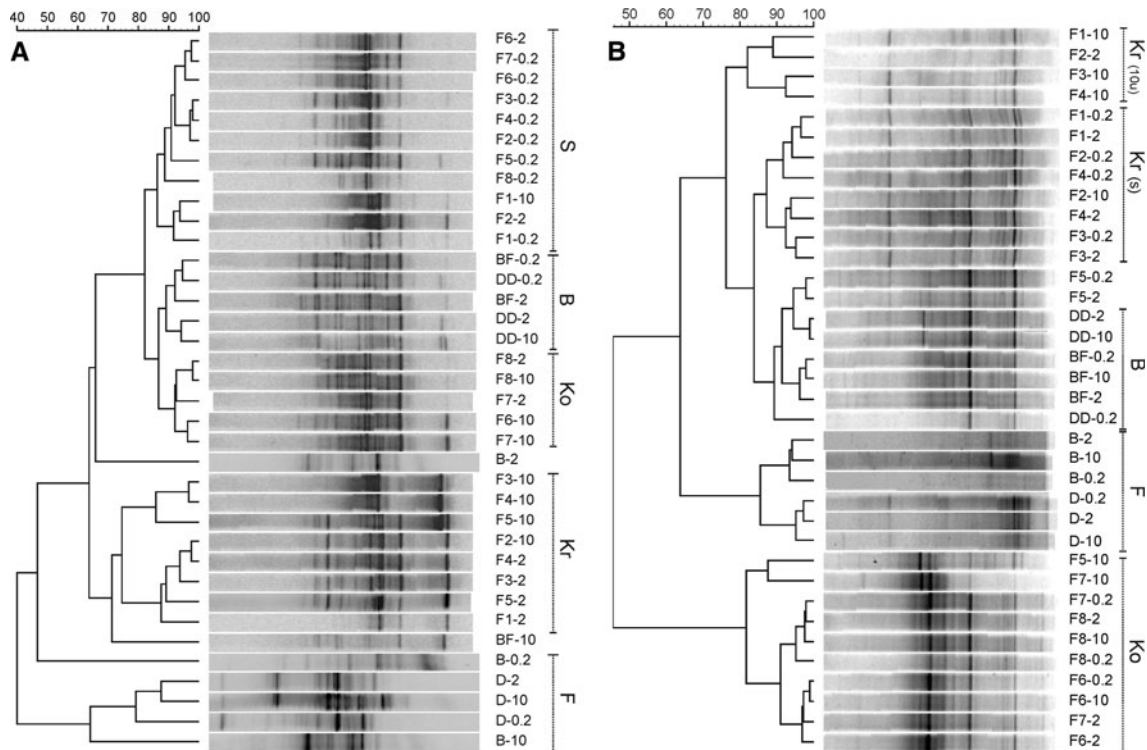 40 50 60 70 80 90 100
A
F6-2
F7-0.2
F6-0.2
F3-0.2
F4-0.2
F2-0.2
F5-0.2
F8-0.2
F1-10
F2-2
F1-0.2
S
BF-0.2
DD-0.2
BF-2
DD-2
DD-10
B
F8-2
F8-10
F7-2
F6-10
F7-10
Ko
B-2
F3-10
F4-10
F5-10
F2-10
F4-2
F3-2
F5-2
F1-2
Kr
BF-10
B-0.2
D-2
D-10
D-0.2
B-10
F
50 60 70 80 90 100
B
F1-10
F2-2
F3-10
F4-10
Kr (10u)
F1-0.2
F1-2
F2-0.2
F4-0.2
F2-10
F4-2
F3-0.2
F3-2
Kr (s)
F5-0.2
F5-2
DD-2
DD-10
BF-0.2
BF-10
BF-2
DD-0.2
B
B-2
B-10
B-0.2
D-0.2
D-2
D-10
F
F5-10
F7-10
F7-0.2
F8-2
F8-10
F8-0.2
F6-0.2
F6-10
F7-2
F6-2
Ko